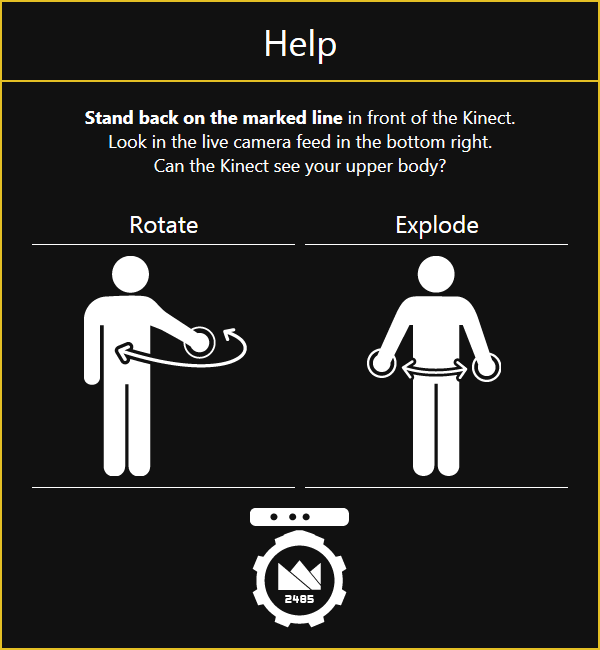 Help
Stand back on the marked line in front of the Kinect.
Look in the live camera feed in the bottom right.
Can the Kinect see your upper body?
Rotate
Explode
2485